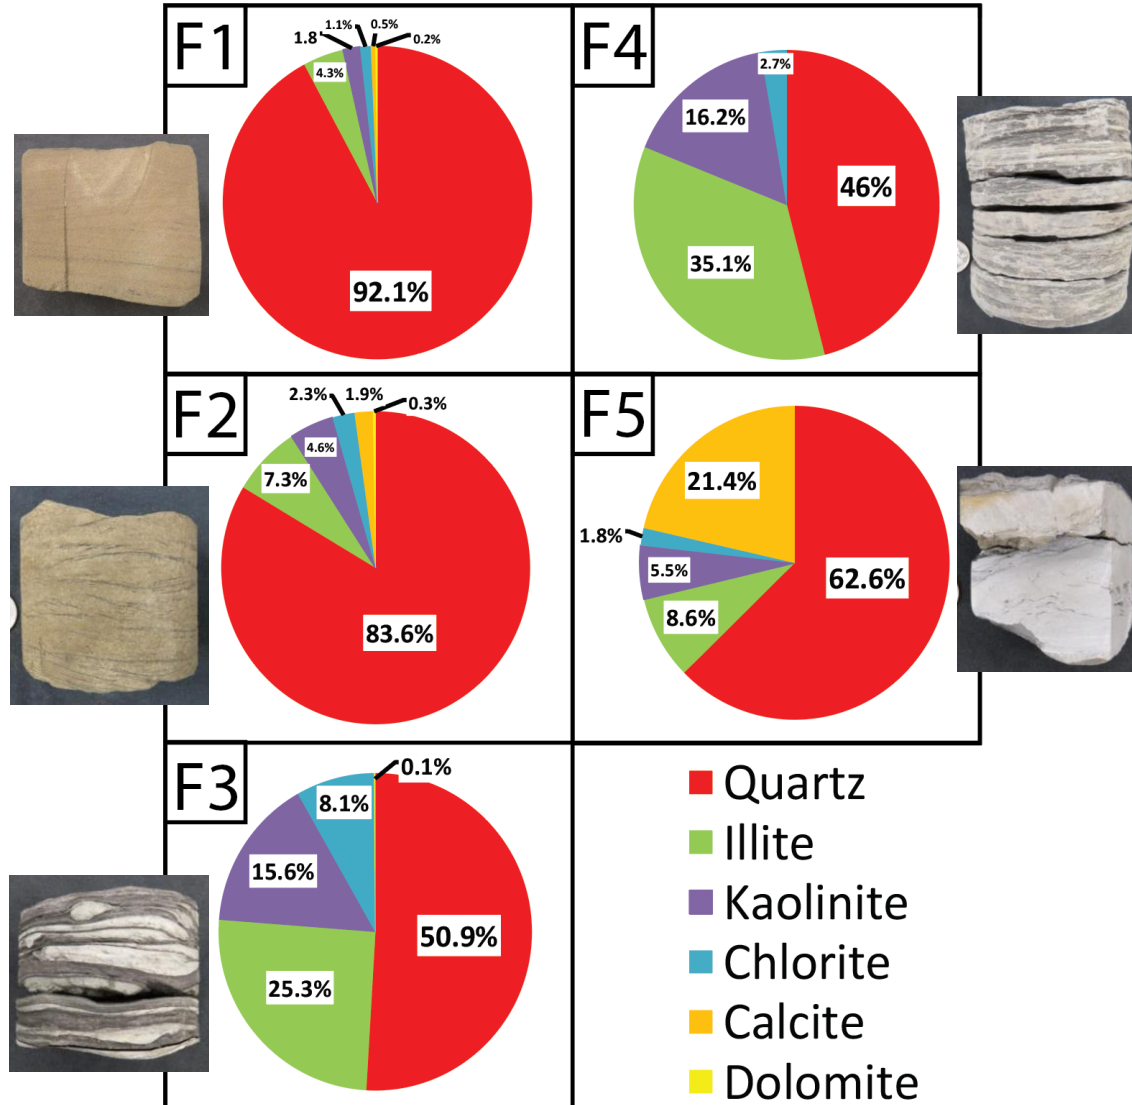 F1
1.8
1.1%
0.5%
0.2%
4.3%
92.1%
F4
2.7%
16.2%
46%
35.1%
F2
2.3%
1.9%
0.3%
4.6%
7.3%
83.6%
F5
21.4%
1.8%
5.5%
8.6%
62.6%
F3
0.1%
8.1%
15.6%
50.9%
25.3%
Quartz
Illite
Kaolinite
Chlorite
Calcite
Dolomite